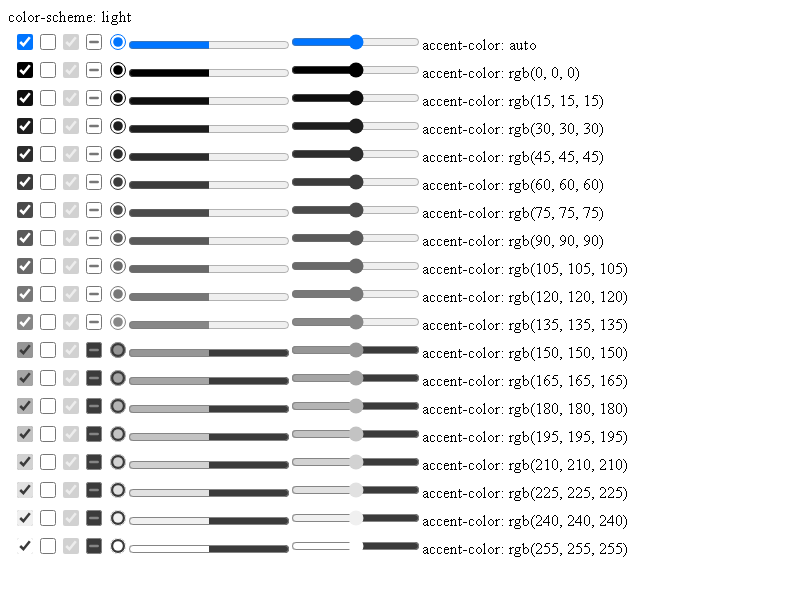 color-scheme: light
accent-color: auto
accent-color: rgb(0, 0, 0)
accent-color: rgb(15, 15, 15)
accent-color: rgb(30, 30, 30)
accent-color: rgb(45, 45, 45)
accent-color: rgb(60, 60, 60)
accent-color: rgb(75, 75, 75)
accent-color: rgb(90, 90, 90)
accent-color: rgb(105, 105, 105)
accent-color: rgb(120, 120, 120)
accent-color: rgb(135, 135, 135)
accent-color: rgb(150, 150, 150)
accent-color: rgb(165, 165, 165)
accent-color: rgb(180, 180, 180)
accent-color: rgb(195, 195, 195)
accent-color: rgb(210, 210, 210)
accent-color: rgb(225, 225, 225)
accent-color: rgb(240, 240, 240)
accent-color: rgb(255, 255, 255)